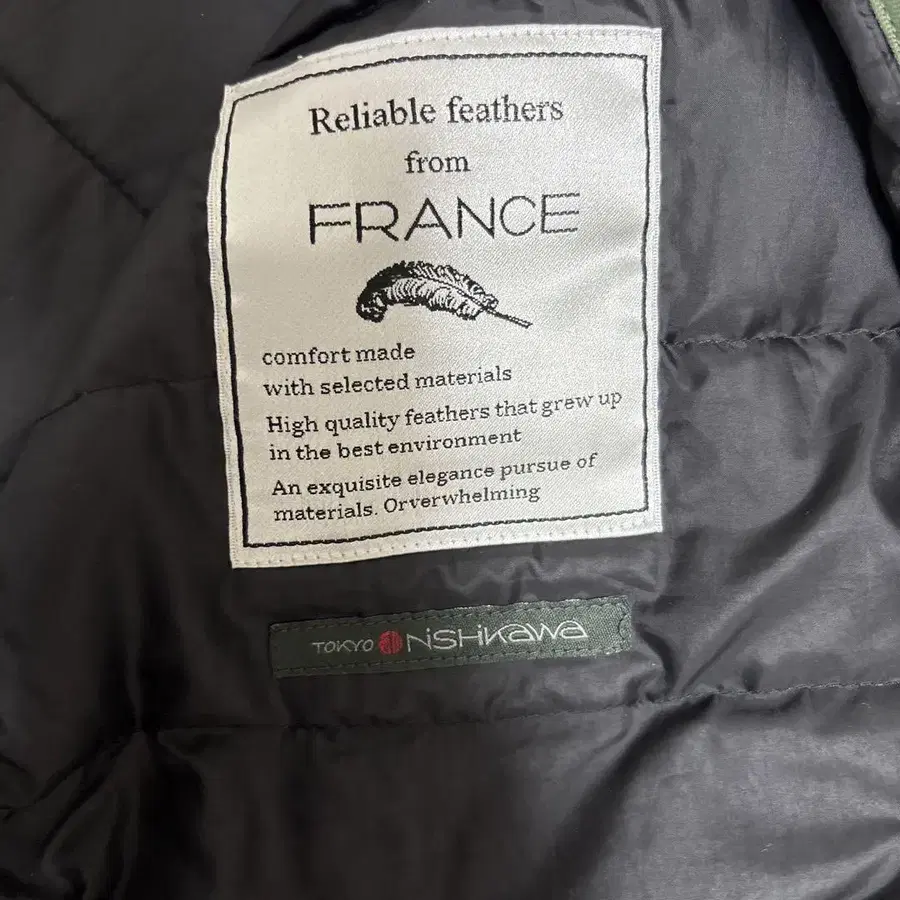 Reliable feathers
from
FRANCE
comfort made
with selected materials
High quality feathers that grew up
in the best environment
An exquisite elegance pursue of
materials. Orverwhelming
TOKYO NiSHiKaWa